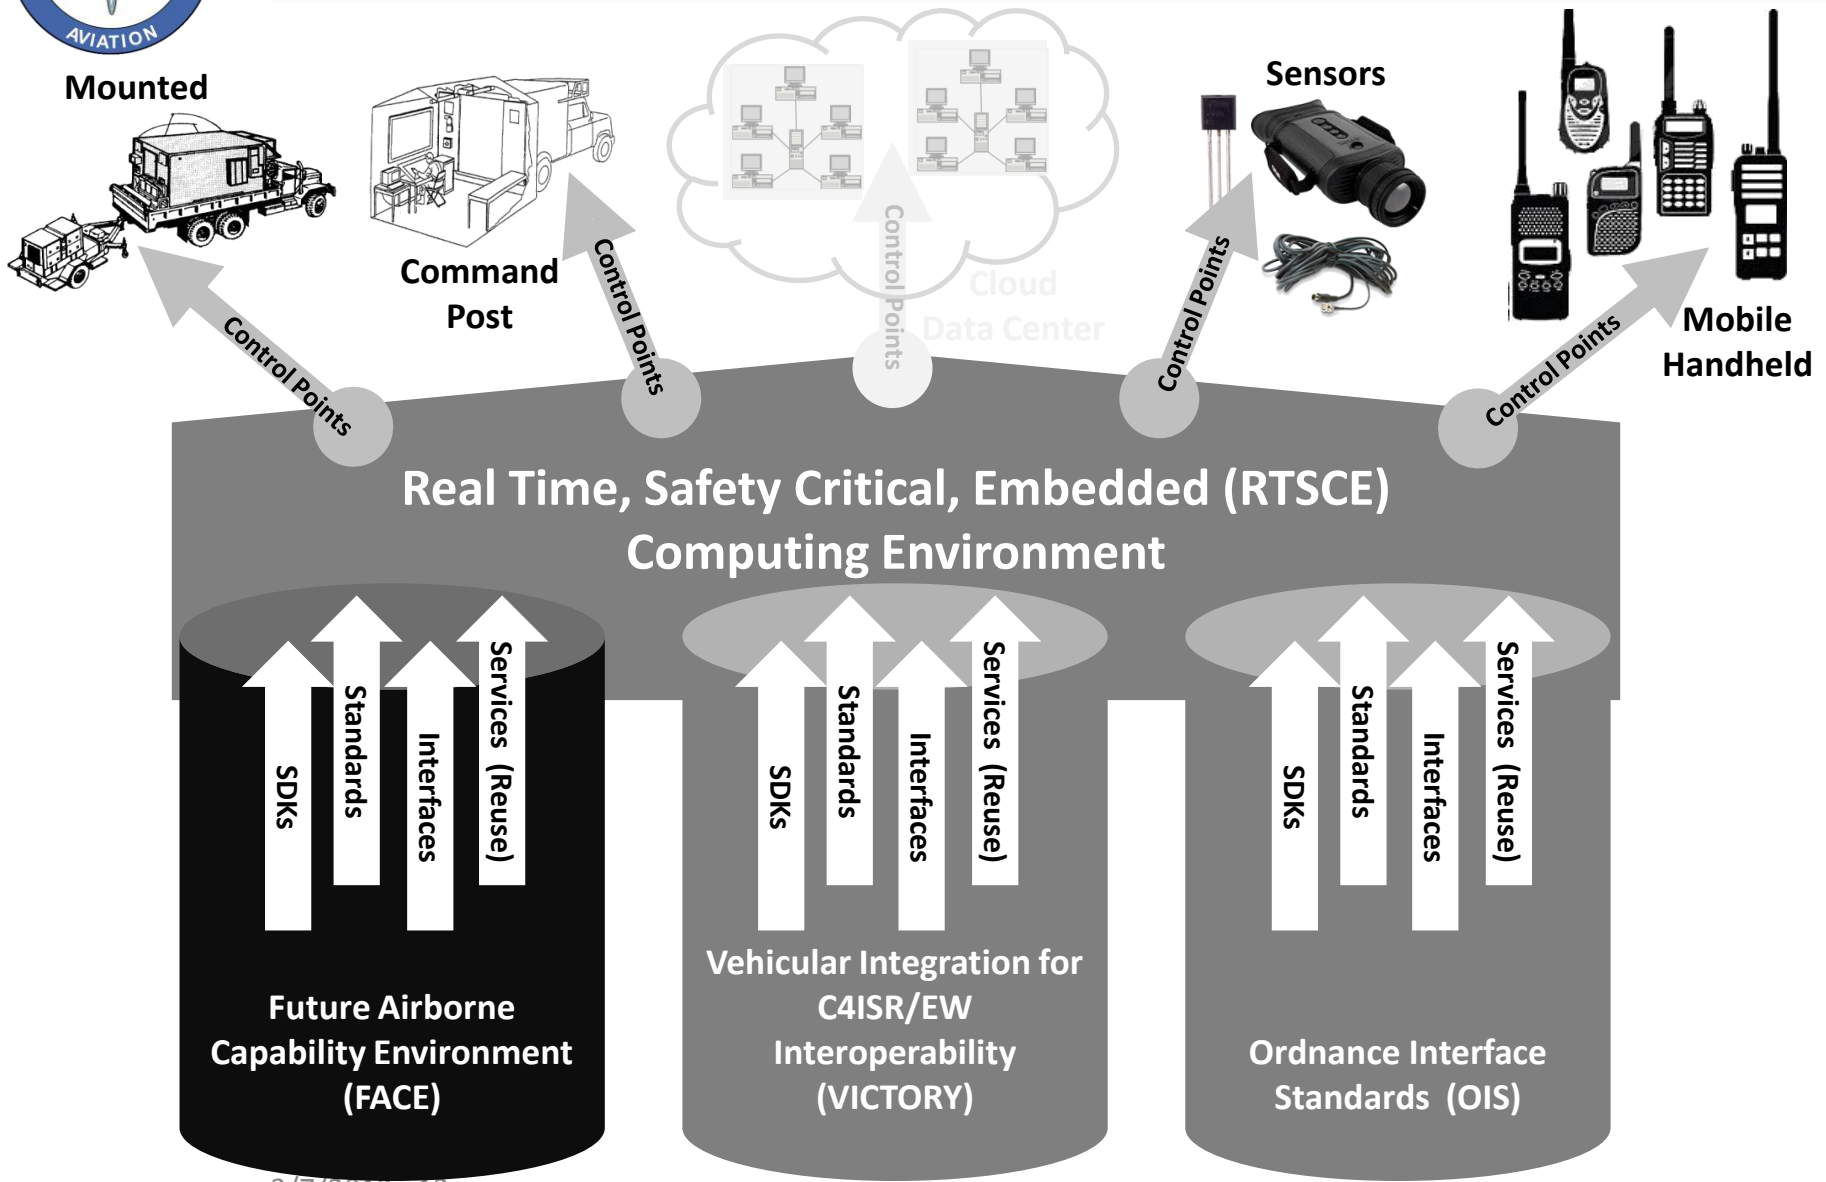 AVIATION
Mounted
Command
Post
Cloud
Data Center
Sensors
Mobile
Handheld
Control Points
Control Points
Control Points
Control Points
Control Points
Real Time, Safety Critical, Embedded (RTSCE)
Computing Environment
SDKs
Standards
Interfaces
Services (Reuse)
Future Airborne
Capability Environment
(FACE)
SDKs
Standards
Interfaces
Services (Reuse)
Vehicular Integration for
C4ISR/EW
Interoperability
(VICTORY)
SDKs
Standards
Interfaces
Services (Reuse)
Ordnance Interface
Standards (OIS)